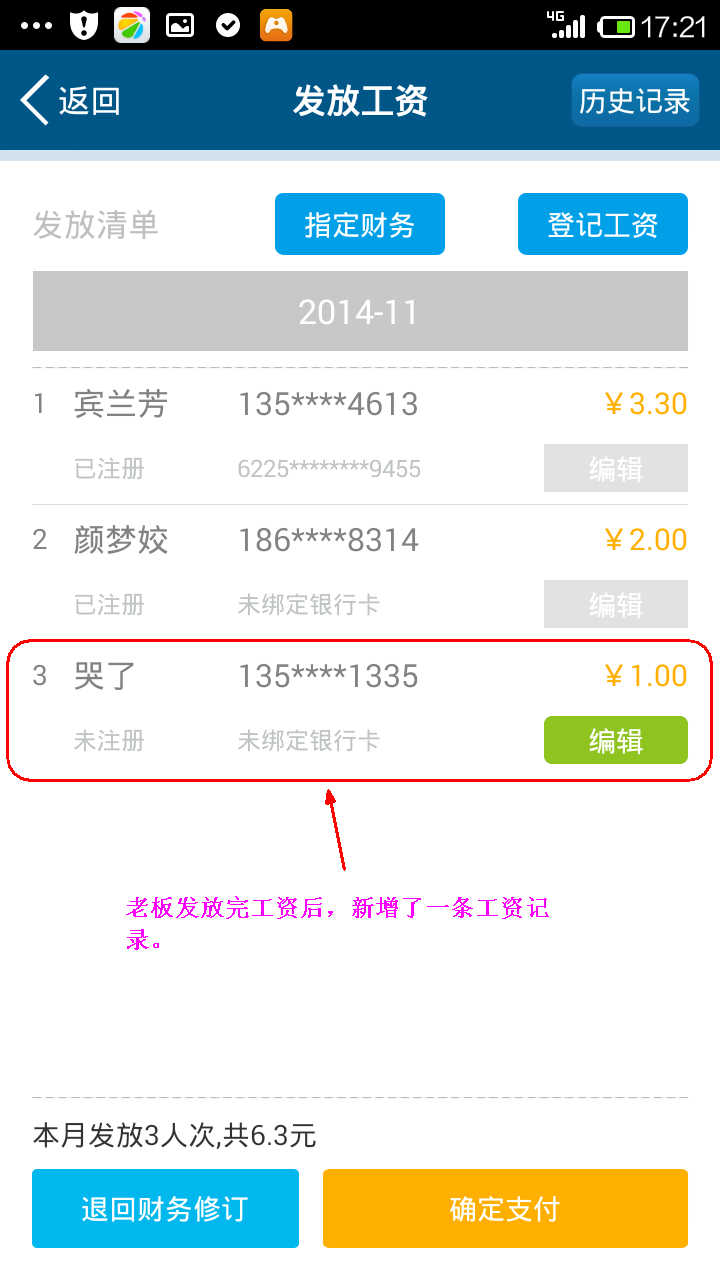 4G 17:21
返回 发放工资 历史记录
发放清单 指定财务 登记工资
2014-11
1 宾兰芳 135****4613 ￥3.30
已注册 6225********9455 编辑
2 颜梦姣 186****8314 ￥2.00
已注册 未绑定银行卡 编辑
3 哭了 135****1335 ￥1.00
未注册 未绑定银行卡 编辑
老板发放完工资后，新增了一条工资记
录。
本月发放3人次,共6.3元
退回财务修订 确定支付